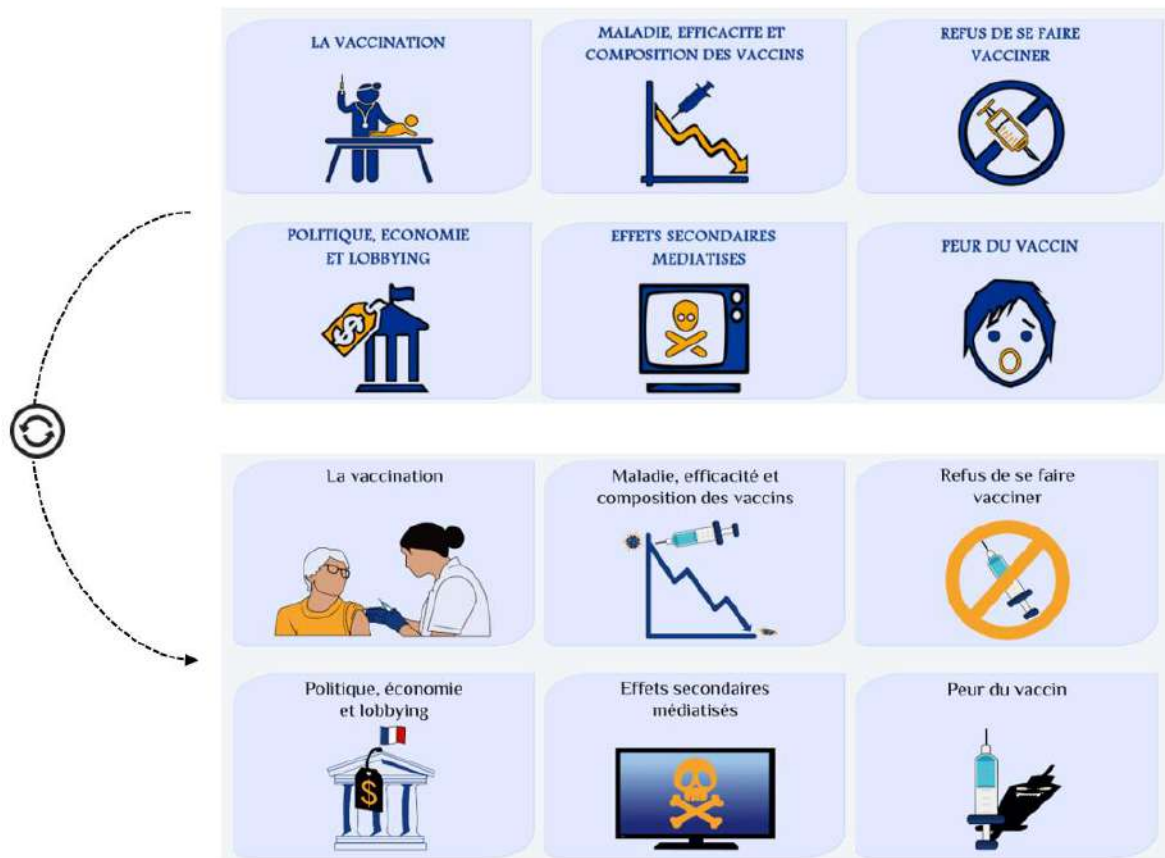 LA VACCINATION
MALADIE, EFFICACITE ET
COMPOSITION DES VACCINS
REFUS DE SE FAIRE
VACCINER
POLITIQUE, ECONOMIE
ET LOBBYING
EFFETS SECONDAIRES
MEDIATISES
PEUR DU VACCIN
$
La vaccination
Maladie, efficacité et
composition des vaccins
Refus de se faire
vacciner
Politique, économie
et lobbying
Effets secondaires
médiatisés
Peur du vaccin
$